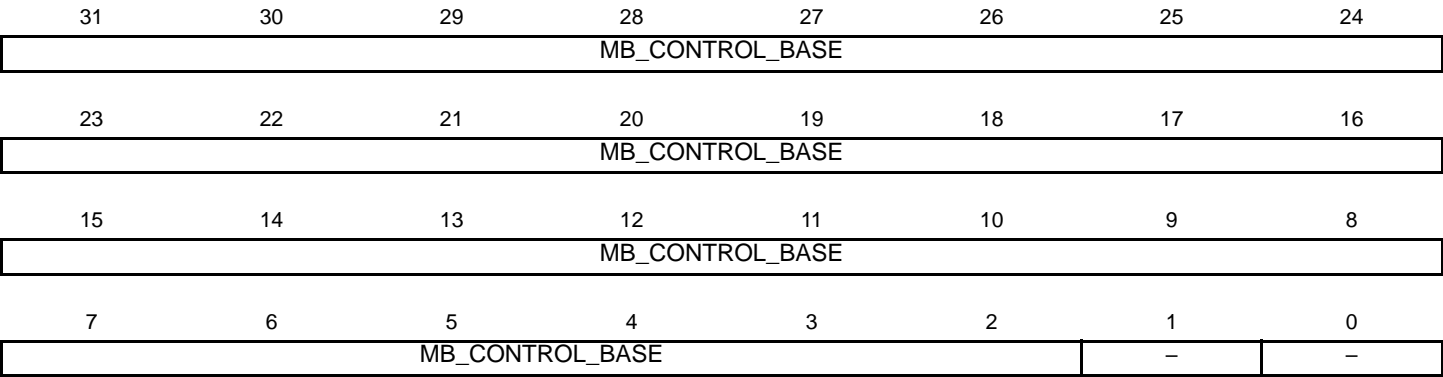 31 30 29 28 27 26 25 24
MB_CONTROL_BASE
23 22 21 20 19 18 17 16
MB_CONTROL_BASE
15 14 13 12 11 10 9 8
MB_CONTROL_BASE
7 6 5 4 3 2 1 0
MB_CONTROL_BASE – –